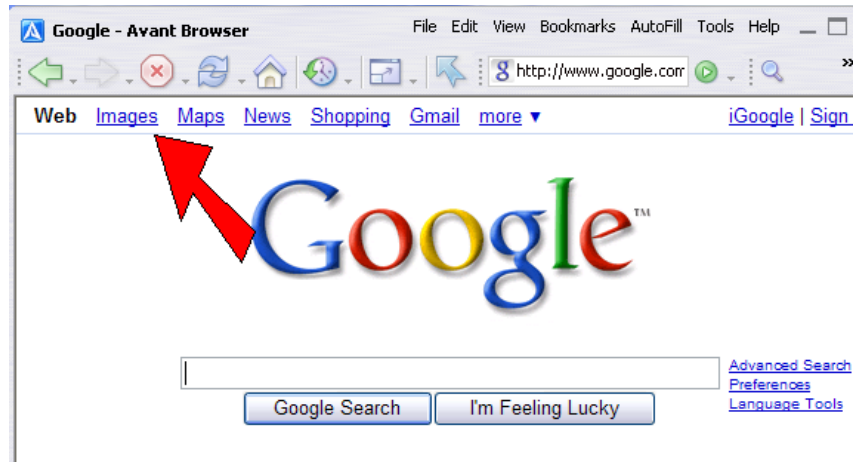 Google - Avant Browser File Edit View Bookmarks AutoFill Tools Help
http://www.google.com
Web Images Maps News Shopping Gmail more ▼ iGoogle | Sign
Google™
Advanced Search
Preferences
Language Tools
Google Search I'm Feeling Lucky